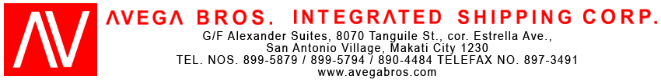 AV AVEGA BROS. INTEGRATED SHIPPING CORP.
G/F Alexander Suites, 8070 Tanguile St., cor. Estrella Ave.,
San Antonio Village, Makati City 1230
TEL. NOS. 899-5879 / 899-5794 / 890-4484 TELEFAX NO. 897-3491
www.avegabros.com